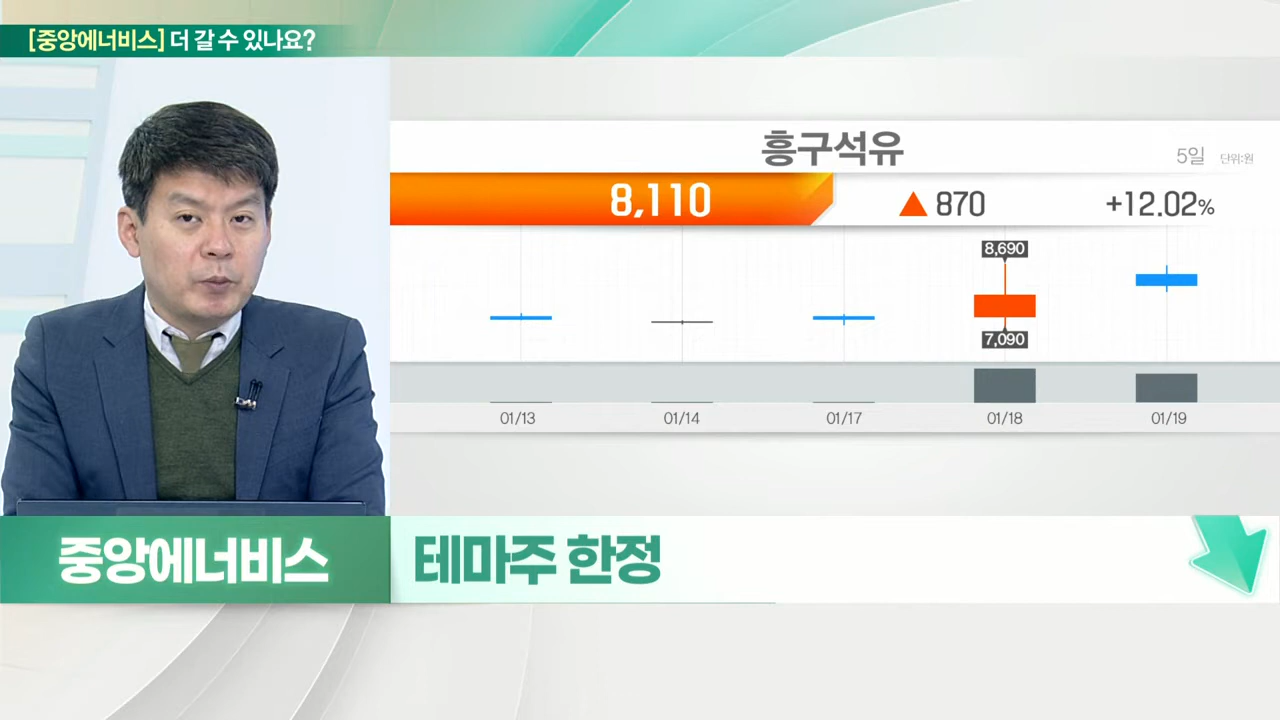 [중앙에너비스] 더 갈 수 있나요?
흥구석유
5일 단위:원
8,110 ▲ 870 +12.02%
8,690
7,090
01/13 01/14 01/17 01/18 01/19
중앙에너비스 테마주 한정